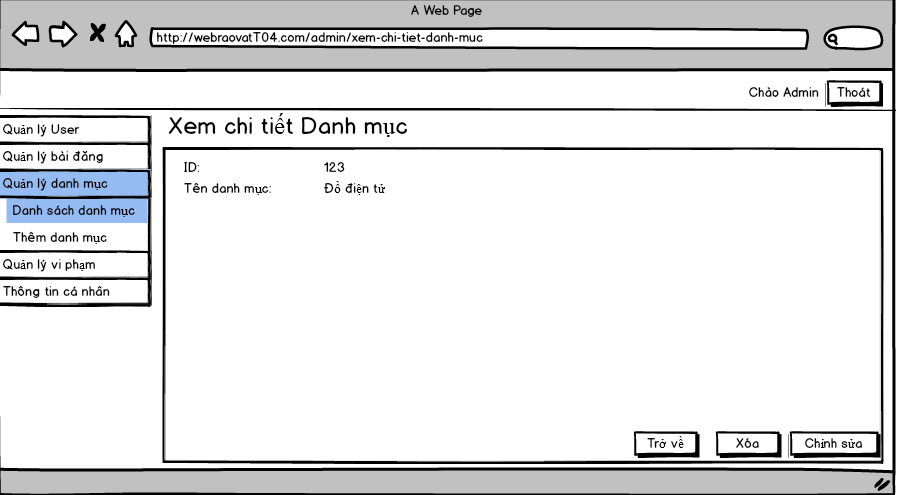 A Web Page
http://webraovatT04.com/admin/xem-chi-tiet-danh-muc
Chào Admin Thoát
Quản lý User
Quản lý bài đăng
Quản lý danh mục
Danh sách danh mục
Thêm danh mục
Quản lý vi phạm
Thông tin cá nhân
Xem chi tiết Danh mục
ID: 123
Tên danh mục: Đồ điện tử
Trở về Xóa Chỉnh sửa